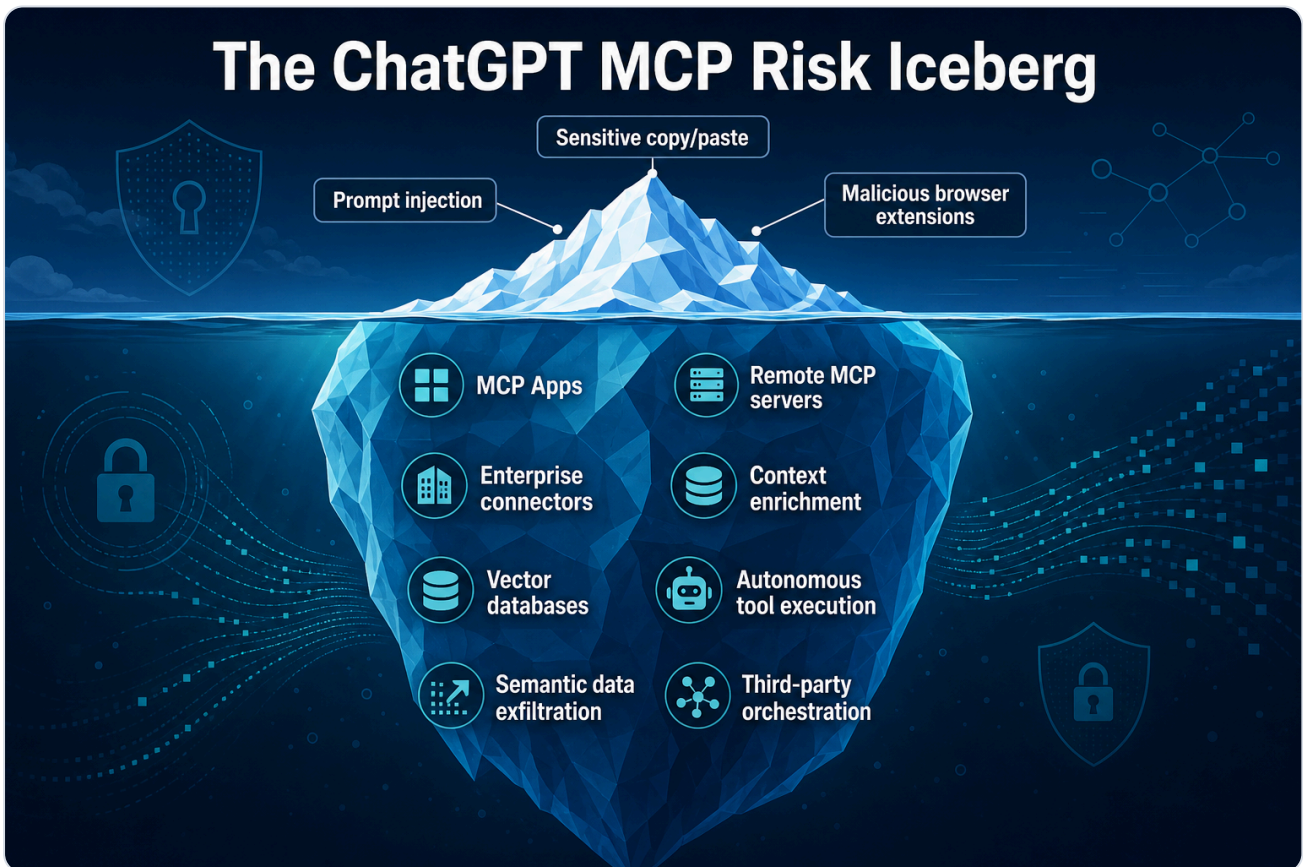 The ChatGPT MCP Risk Iceberg
Sensitive copy/paste
Prompt injection
Malicious browser
extensions
MCP Apps
Remote MCP
servers
Enterprise
connectors
Context
enrichment
Vector
databases
Autonomous
tool execution
Semantic data
exfiltration
Third-party
orchestration